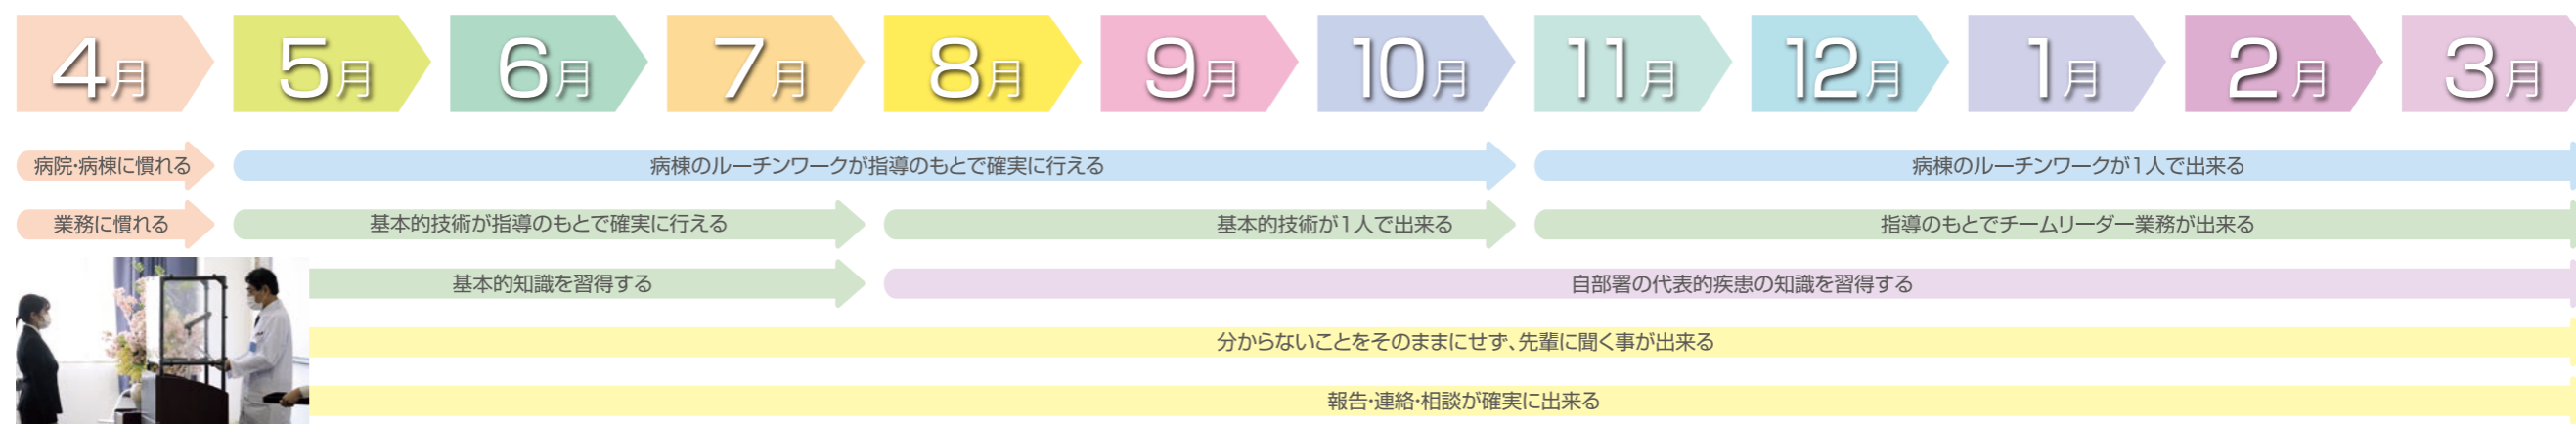 4月 5月 6月 7月 8月 9月 10月 11月 12月 1月 2月 3月
病院・病棟に慣れる 病棟のルーチンワークが指導のもとで確実に行える 病棟のルーチンワークが1人で出来る
業務に慣れる 基本的技術が指導のもとで確実に行える 基本的技術が1人で出来る 指導のもとでチームリーダー業務が出来る
基本的知識を習得する 自部署の代表的疾患の知識を習得する
分からないことをそのままにせず、先輩に聞く事が出来る
報告・連絡・相談が確実に出来る